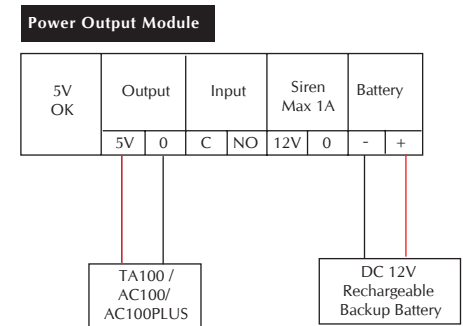 Power Output Module
5V
OK
Output
Input
Siren
Max 1A
Battery
5V 0 C NO 12V 0 - +
TA100 /
AC100/
AC100PLUS
DC 12V
Rechargeable
Backup Battery